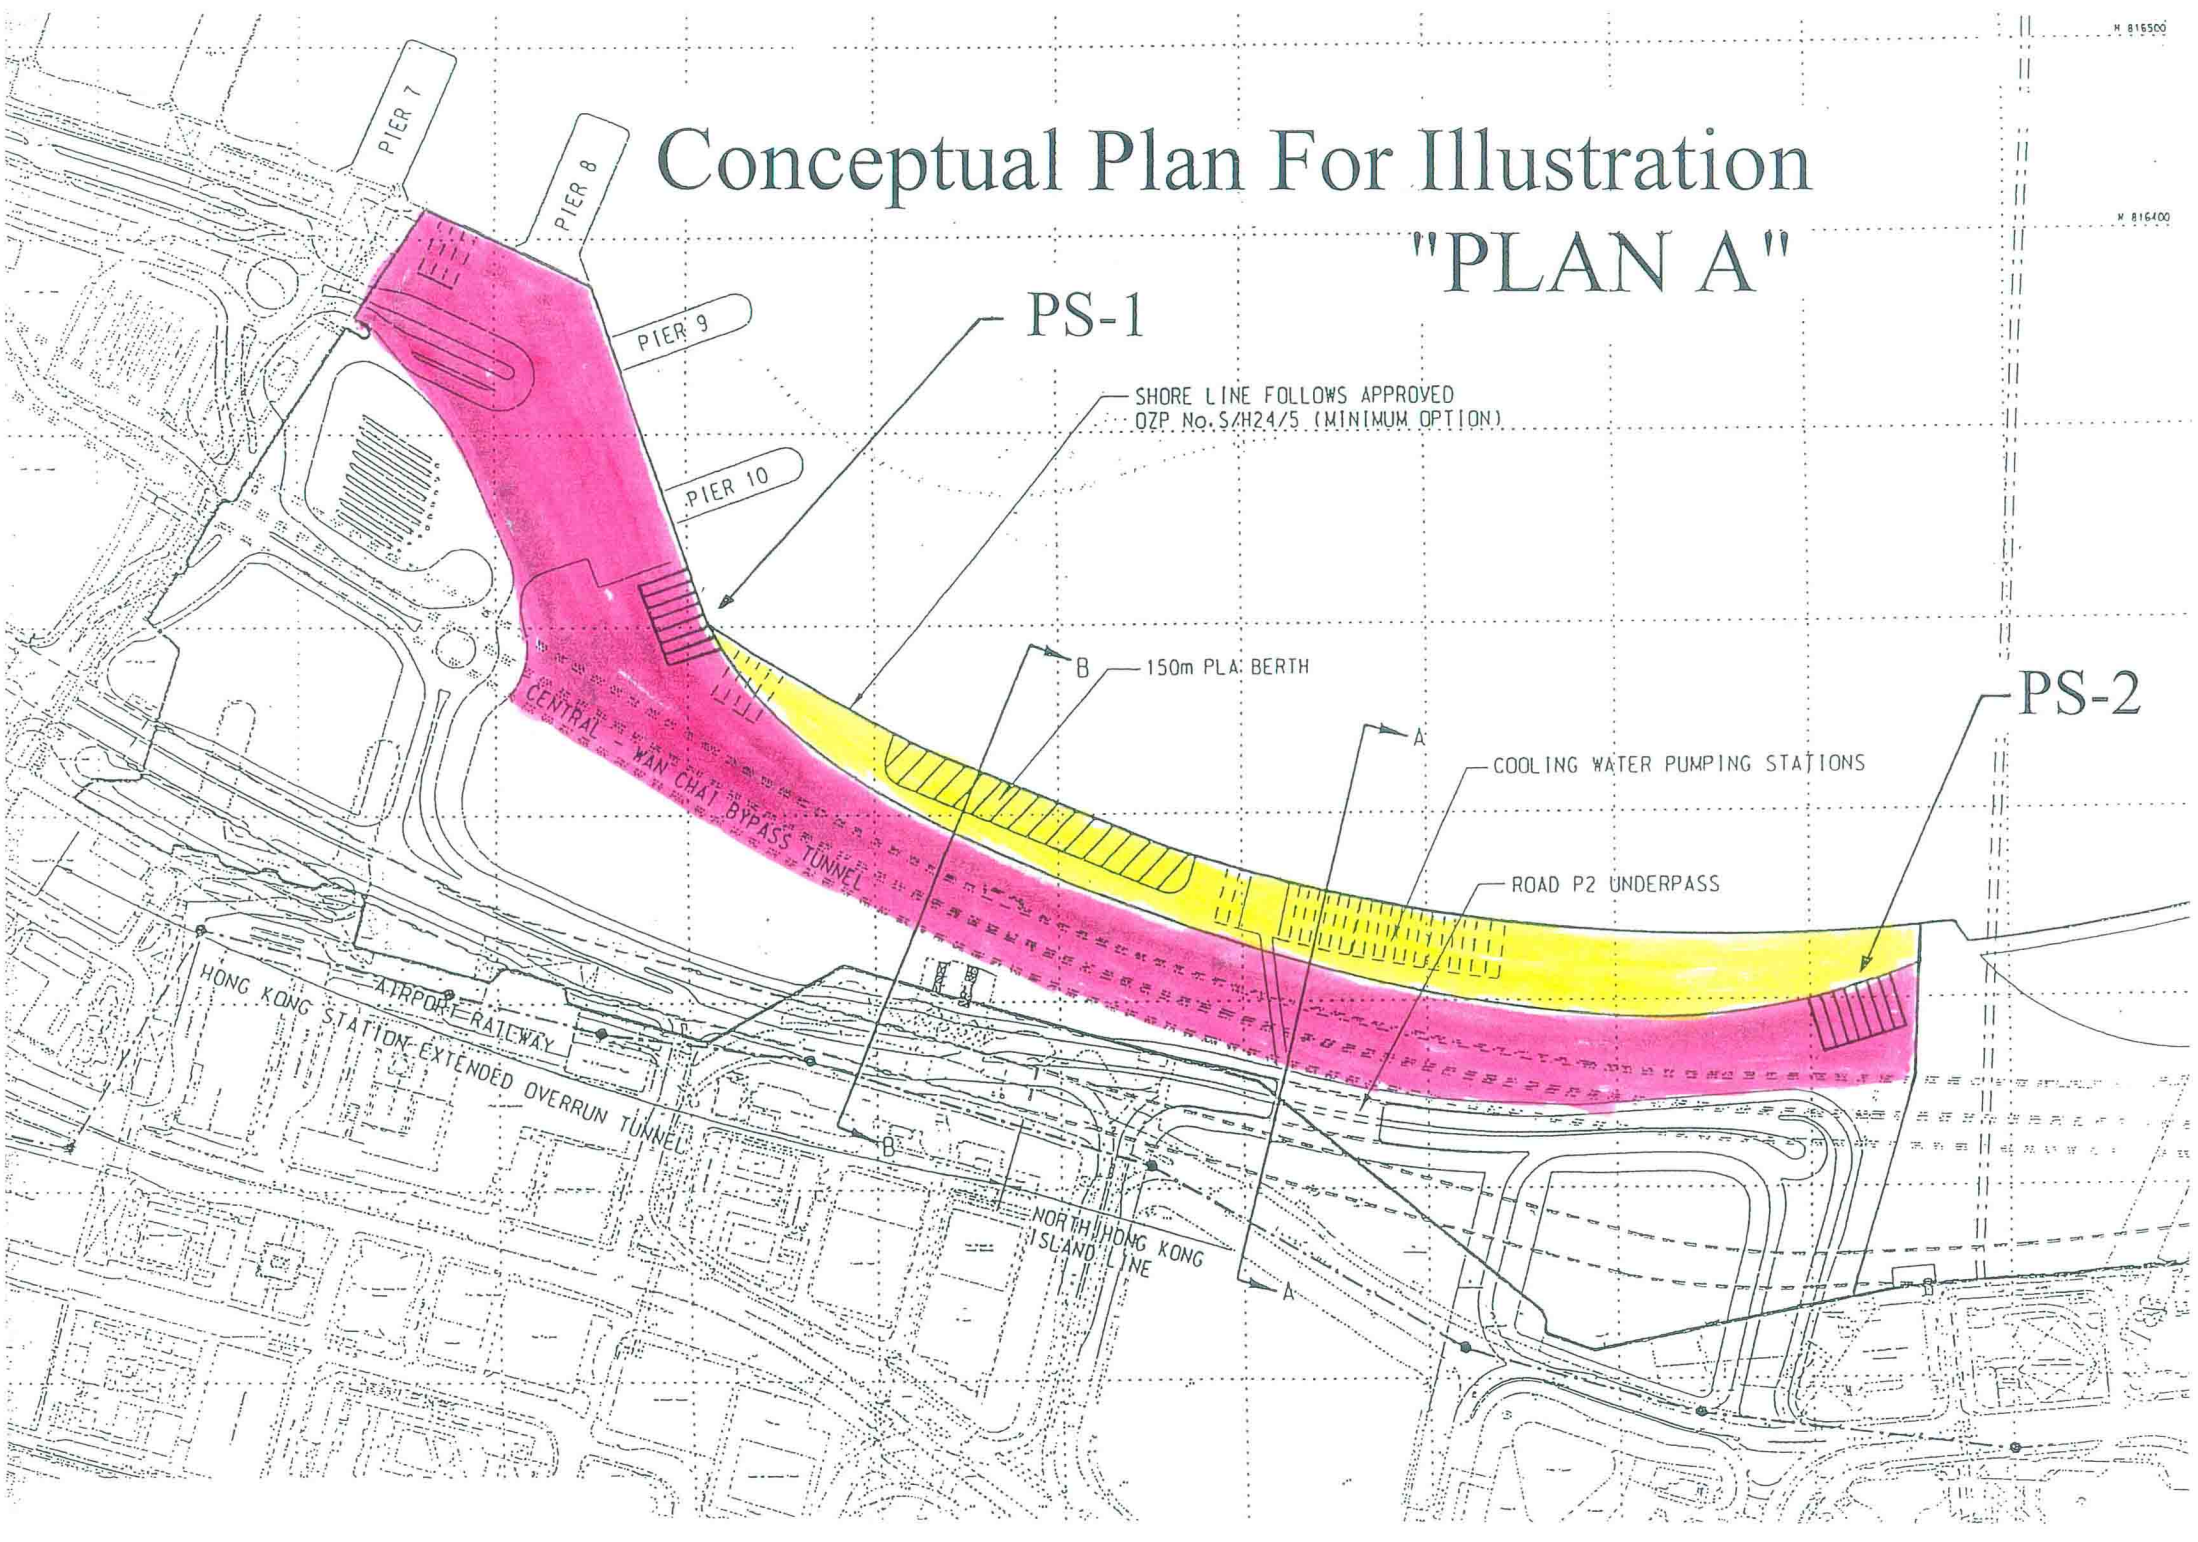 N 816500
PIER 7
PIER 8
Conceptual Plan For Illustration
"PLAN A"
N 816400
PIER 9
PS-1
SHORE LINE FOLLOWS APPROVED
OZP No.S/H24/5 (MINIMUM OPTION)
PIER 10
B
150m PLA BERTH
PS-2
A
COOLING WATER PUMPING STATIONS
CENTRAL - WAN CHAI BYPASS TUNNEL
ROAD P2 UNDERPASS
AIRPORT RAILWAY
HONG KONG STATION EXTENDED OVERRUN TUNNEL
B
NORTH HONG KONG
ISLAND LINE
A